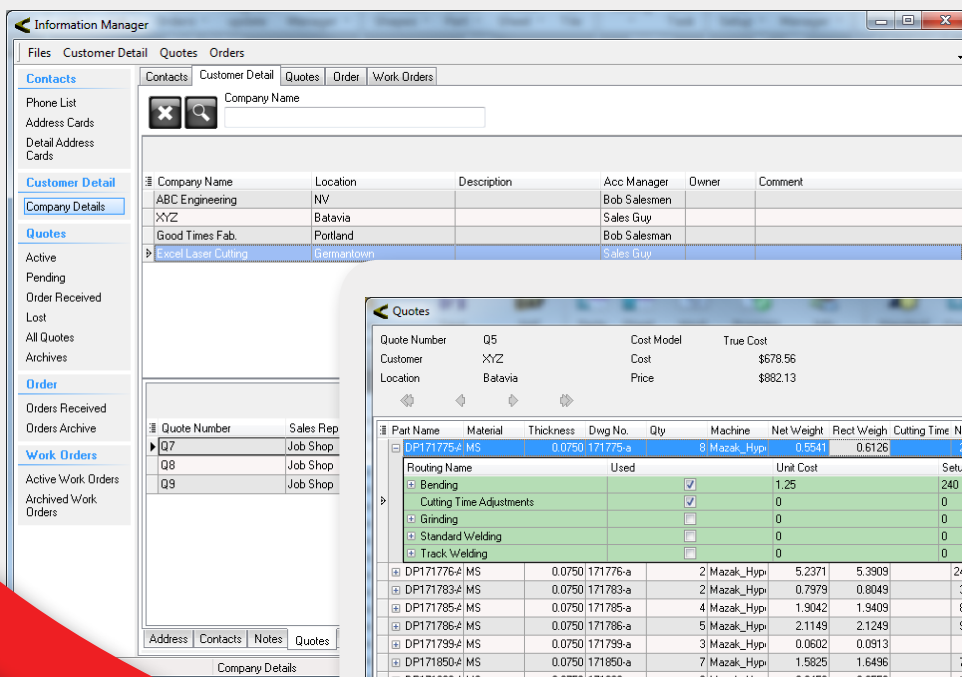 Information Manager
Files Customer Detail Quotes Orders
Contacts
Phone List
Address Cards
Detail Address
Cards
Customer Detail
Company Details
Quotes
Active
Pending
Order Received
Lost
All Quotes
Archives
Order
Orders Received
Orders Archive
Work Orders
Active Work Orders
Archived Work
Orders
Contacts Customer Detail Quotes Order Work Orders
Company Name
Company Name Location Description Acc Manager Owner Comment
ABC Engineering NV Bob Salesmen
XYZ Batavia Sales Guy
Good Times Fab. Portland Bob Salesman
Excel Laser Cutting Germantown Sales Guy
Quote Number Sales Rep
Q7 Job Shop
Q8 Job Shop
Q9 Job Shop
Address Contacts Notes Quotes
Company Details
Quotes
Quote Number Q5 Cost Model True Cost
Customer XYZ Cost $678.56
Location Batavia Price $882.13
Part Name Material Thickness Dwg No. Qty Machine Net Weight Rect Weigh Cutting Time N
DP171775-A MS 0.0750 171775-a 8 Mazak_Hyp 0.5541 0.6126
Routing Name Used Unit Cost Setu
Bending 1.25 240
Cutting Time Adjustments 0 0
Grinding 0 0
Standard Welding 0 0
Track Welding 0 0
DP171776-A MS 0.0750 171776-a 2 Mazak_Hyp 5.2371 5.3909 24
DP171783-A MS 0.0750 171783-a 2 Mazak_Hyp 0.7979 0.8049
DP171785-A MS 0.0750 171785-a 4 Mazak_Hyp 1.9042 1.9409
DP171786-A MS 0.0750 171786-a 5 Mazak_Hyp 2.1149 2.1249
DP171799-A MS 0.0750 171799-a 3 Mazak_Hyp 0.0602 0.0913
DP171850-A MS 0.0750 171850-a 7 Mazak_Hyp 1.5825 1.6496